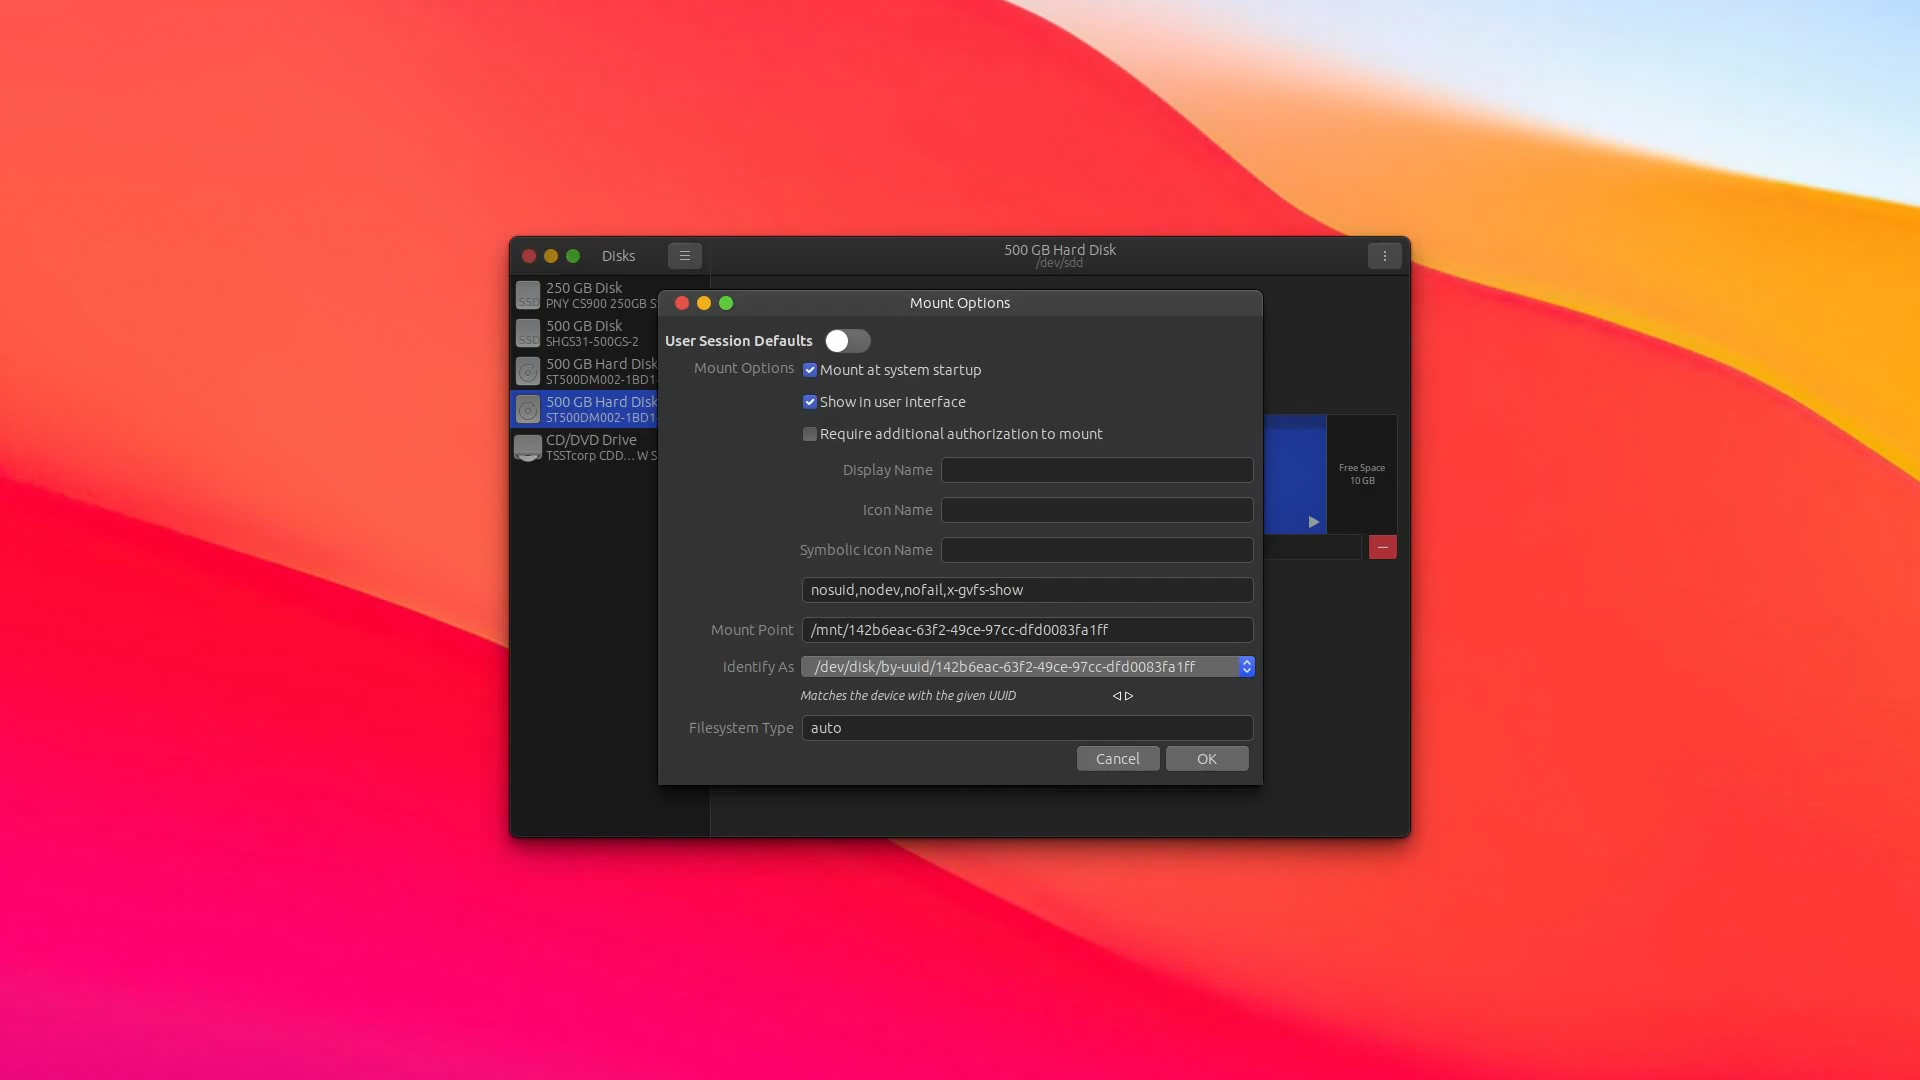 Disks
500 GB Hard Disk
/dev/sdd
250 GB Disk
PNY CS900 250GB S
500 GB Disk
SHGS31-500GS-2
500 GB Hard Disk
ST500DM002-1BD1
500 GB Hard Disk
ST500DM002-1BD1
CD/DVD Drive
TSSTcorp CDD... W S
Mount Options
User Session Defaults
Mount Options
Mount at system startup
Show in user interface
Require additional authorization to mount
Display Name
Icon Name
Symbolic Icon Name
nosuid,nodev,nofail,x-gvfs-show
Mount Point
/mnt/142b6eac-63f2-49ce-97cc-dfd0083fa1ff
Identify As
/dev/disk/by-uuid/142b6eac-63f2-49ce-97cc-dfd0083fa1ff
Matches the device with the given UUID
Filesystem Type
auto
Cancel
OK
Free Space
10 GB
SSD
SSD